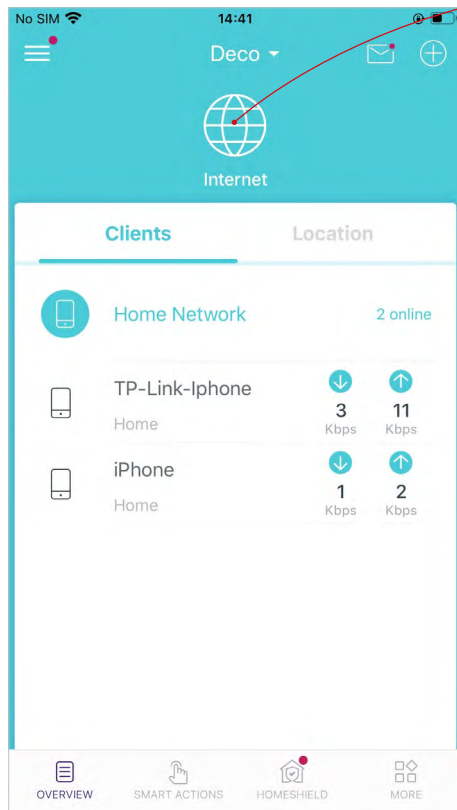 No SIM 14:41
Deco
Internet
Clients Location
Home Network 2 online
TP-Link-Iphone 3 11
Home Kbps Kbps
iPhone 1 2
Home Kbps Kbps
OVERVIEW SMART ACTIONS HOMESHIELD MORE